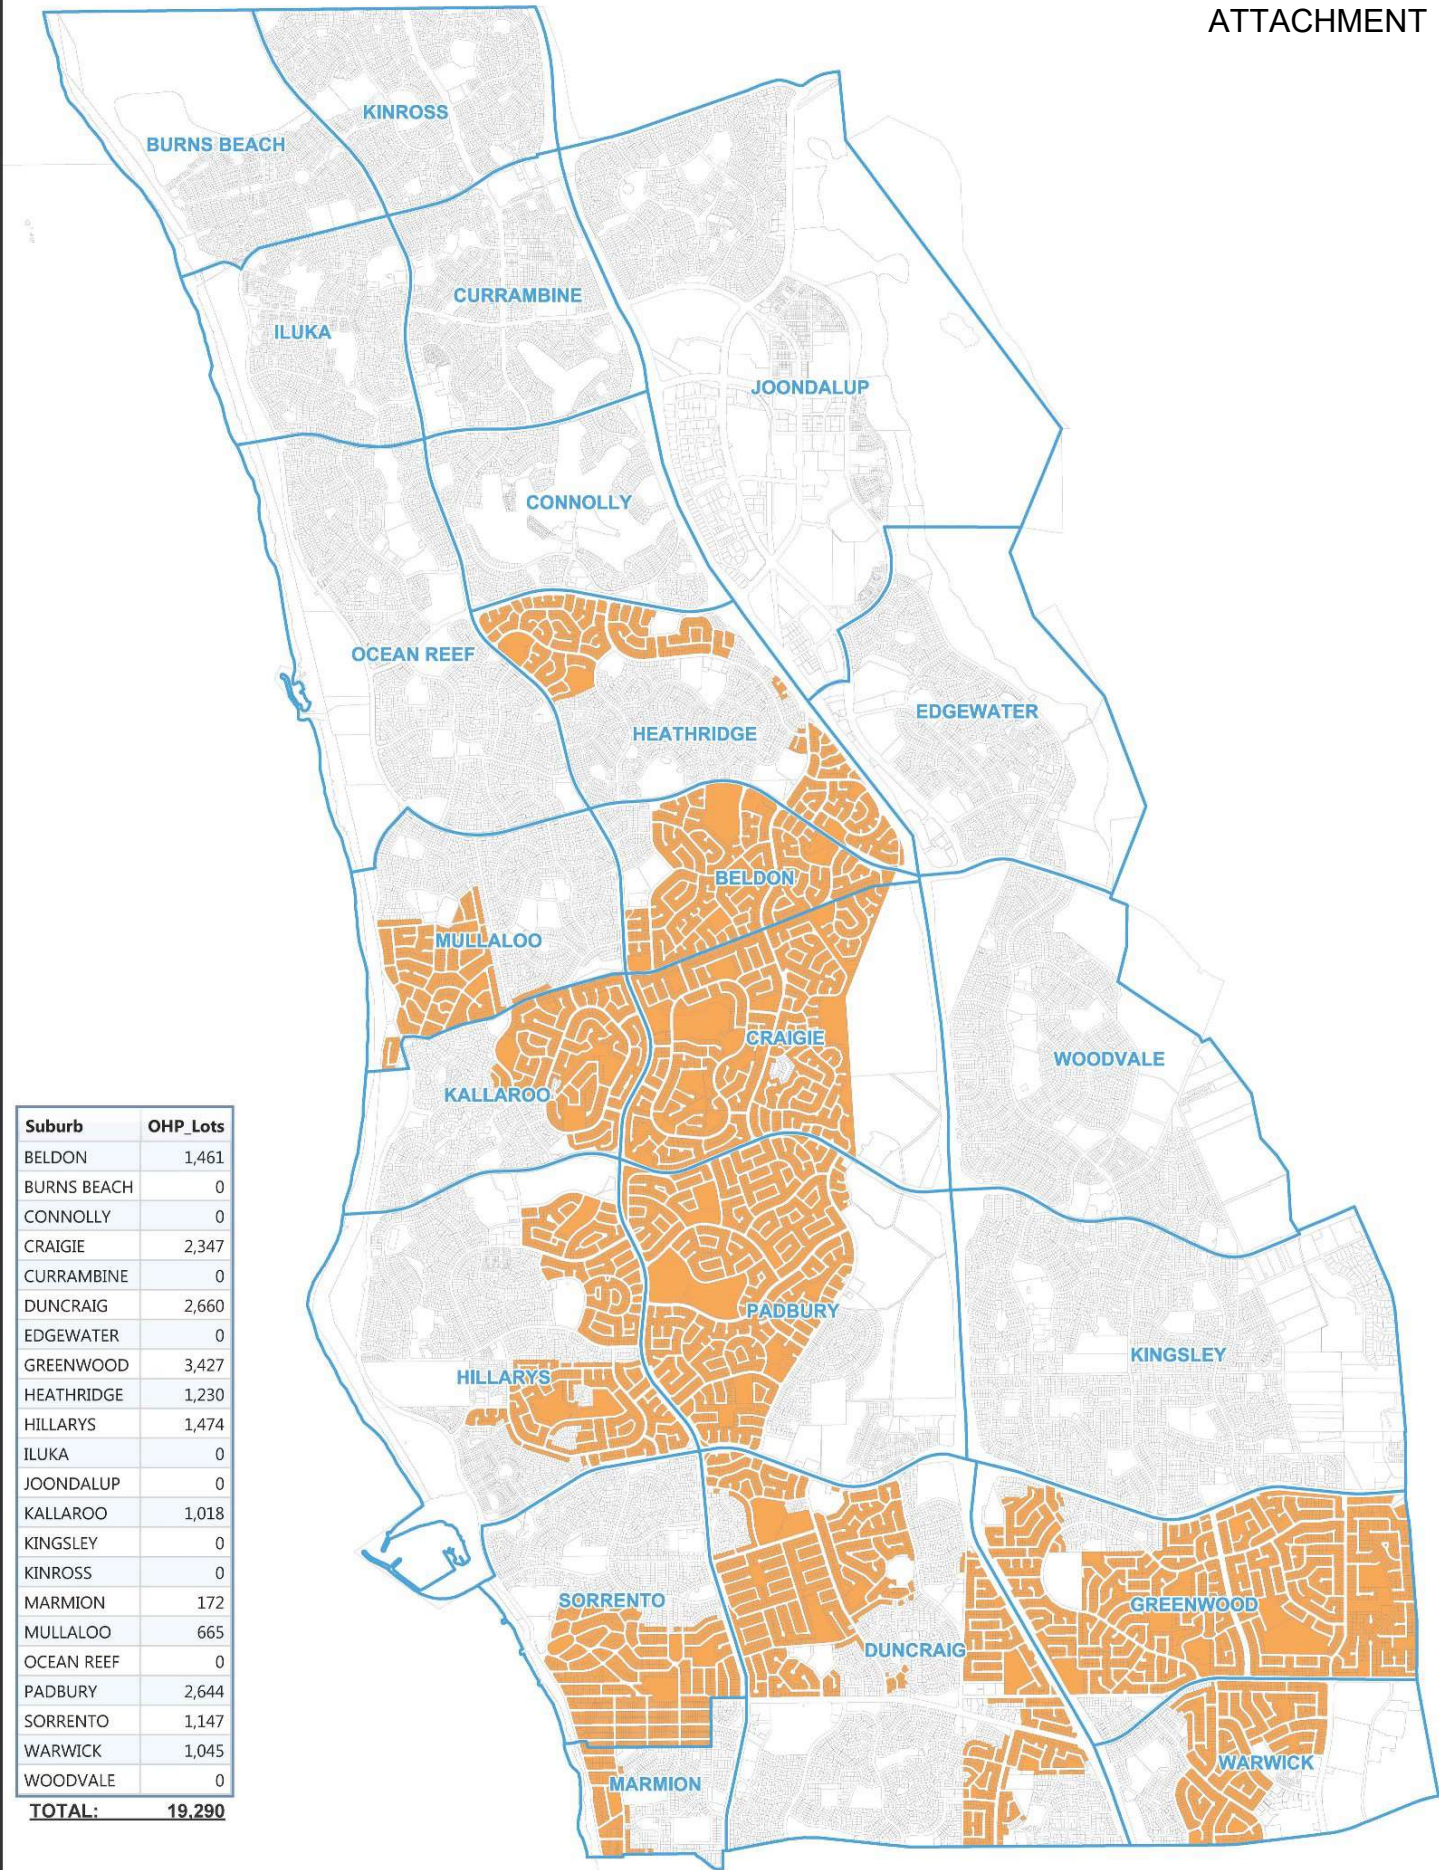 ATTACHMENT
KINROSS
BURNS BEACH
CURRAMBINE
ILUKA
JOONDALUP
CONNOLLY
OCEAN REEF
EDGEWATER
HEATHRIDGE
BELDON
MULLALOO
CRAIGIE
WOODVALE
KALLAROO
PADBURY
KINGSLEY
HILLARYS
SORRENTO
GREENWOOD
DUNCRAIG
WARWICK
MARMION
Suburb OHP_Lots
BELDON 1,461
BURNS BEACH 0
CONNOLLY 0
CRAIGIE 2,347
CURRAMBINE 0
DUNCRAIG 2,660
EDGEWATER 0
GREENWOOD 3,427
HEATHRIDGE 1,230
HILLARYS 1,474
ILUKA 0
JOONDALUP 0
KALLAROO 1,018
KINGSLEY 0
KINROSS 0
MARMION 172
MULLALOO 665
OCEAN REEF 0
PADBURY 2,644
SORRENTO 1,147
WARWICK 1,045
WOODVALE 0
TOTAL: 19,290